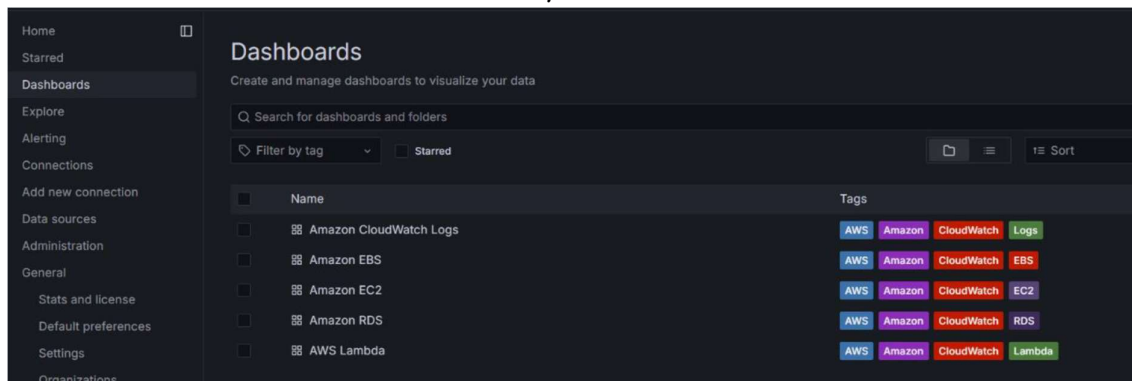 Home
Starred
Dashboards
Explore
Alerting
Connections
Add new connection
Data sources
Administration
General
Stats and license
Default preferences
Settings
Organizations
Dashboards
Create and manage dashboards to visualize your data
Search for dashboards and folders
Filter by tag Starred Sort
Name Tags
Amazon CloudWatch Logs AWS Amazon CloudWatch Logs
Amazon EBS AWS Amazon CloudWatch EBS
Amazon EC2 AWS Amazon CloudWatch EC2
Amazon RDS AWS Amazon CloudWatch RDS
AWS Lambda AWS Amazon CloudWatch Lambda